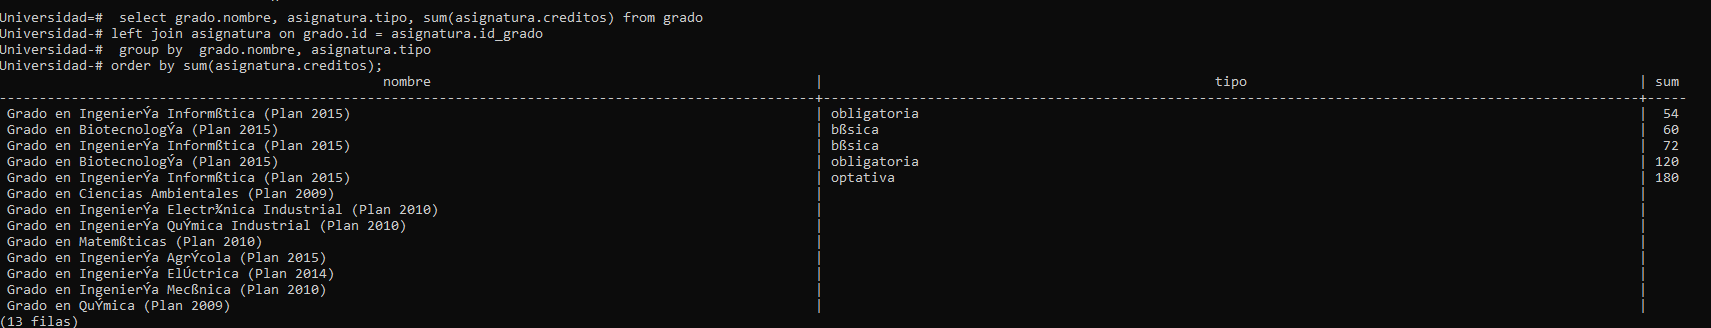 Universidad=#  select grado.nombre, asignatura.tipo, sum(asignatura.creditos) from grado
Universidad-# left join asignatura on grado.id = asignatura.id_grado
Universidad-#  group by  grado.nombre, asignatura.tipo
Universidad-# order by sum(asignatura.creditos);
nombre | tipo | sum
Grado en IngenierÝa Informßtica (Plan 2015) | obligatoria | 54
Grado en BiotecnologÝa (Plan 2015) | bßsica | 60
Grado en IngenierÝa Informßtica (Plan 2015) | bßsica | 72
Grado en BiotecnologÝa (Plan 2015) | obligatoria | 120
Grado en IngenierÝa Informßtica (Plan 2015) | optativa | 180
Grado en Ciencias Ambientales (Plan 2009) | |
Grado en IngenierÝa Electr¾nica Industrial (Plan 2010) | |
Grado en IngenierÝa QuÝmica Industrial (Plan 2010) | |
Grado en Matemßticas (Plan 2010) | |
Grado en IngenierÝa AgrÝcola (Plan 2015) | |
Grado en IngenierÝa ElÚctrica (Plan 2014) | |
Grado en IngenierÝa Mecßnica (Plan 2010) | |
Grado en QuÝmica (Plan 2009) | |
(13 filas)